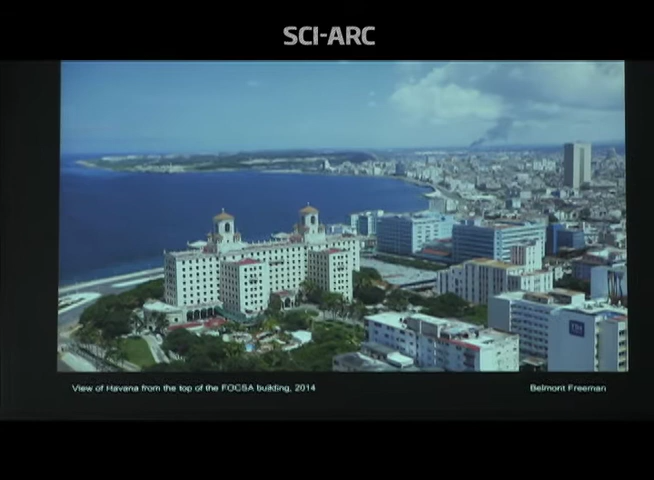 SCI-ARC
View of Havana from the top of the FOCSA building, 2014
Belmont Freeman